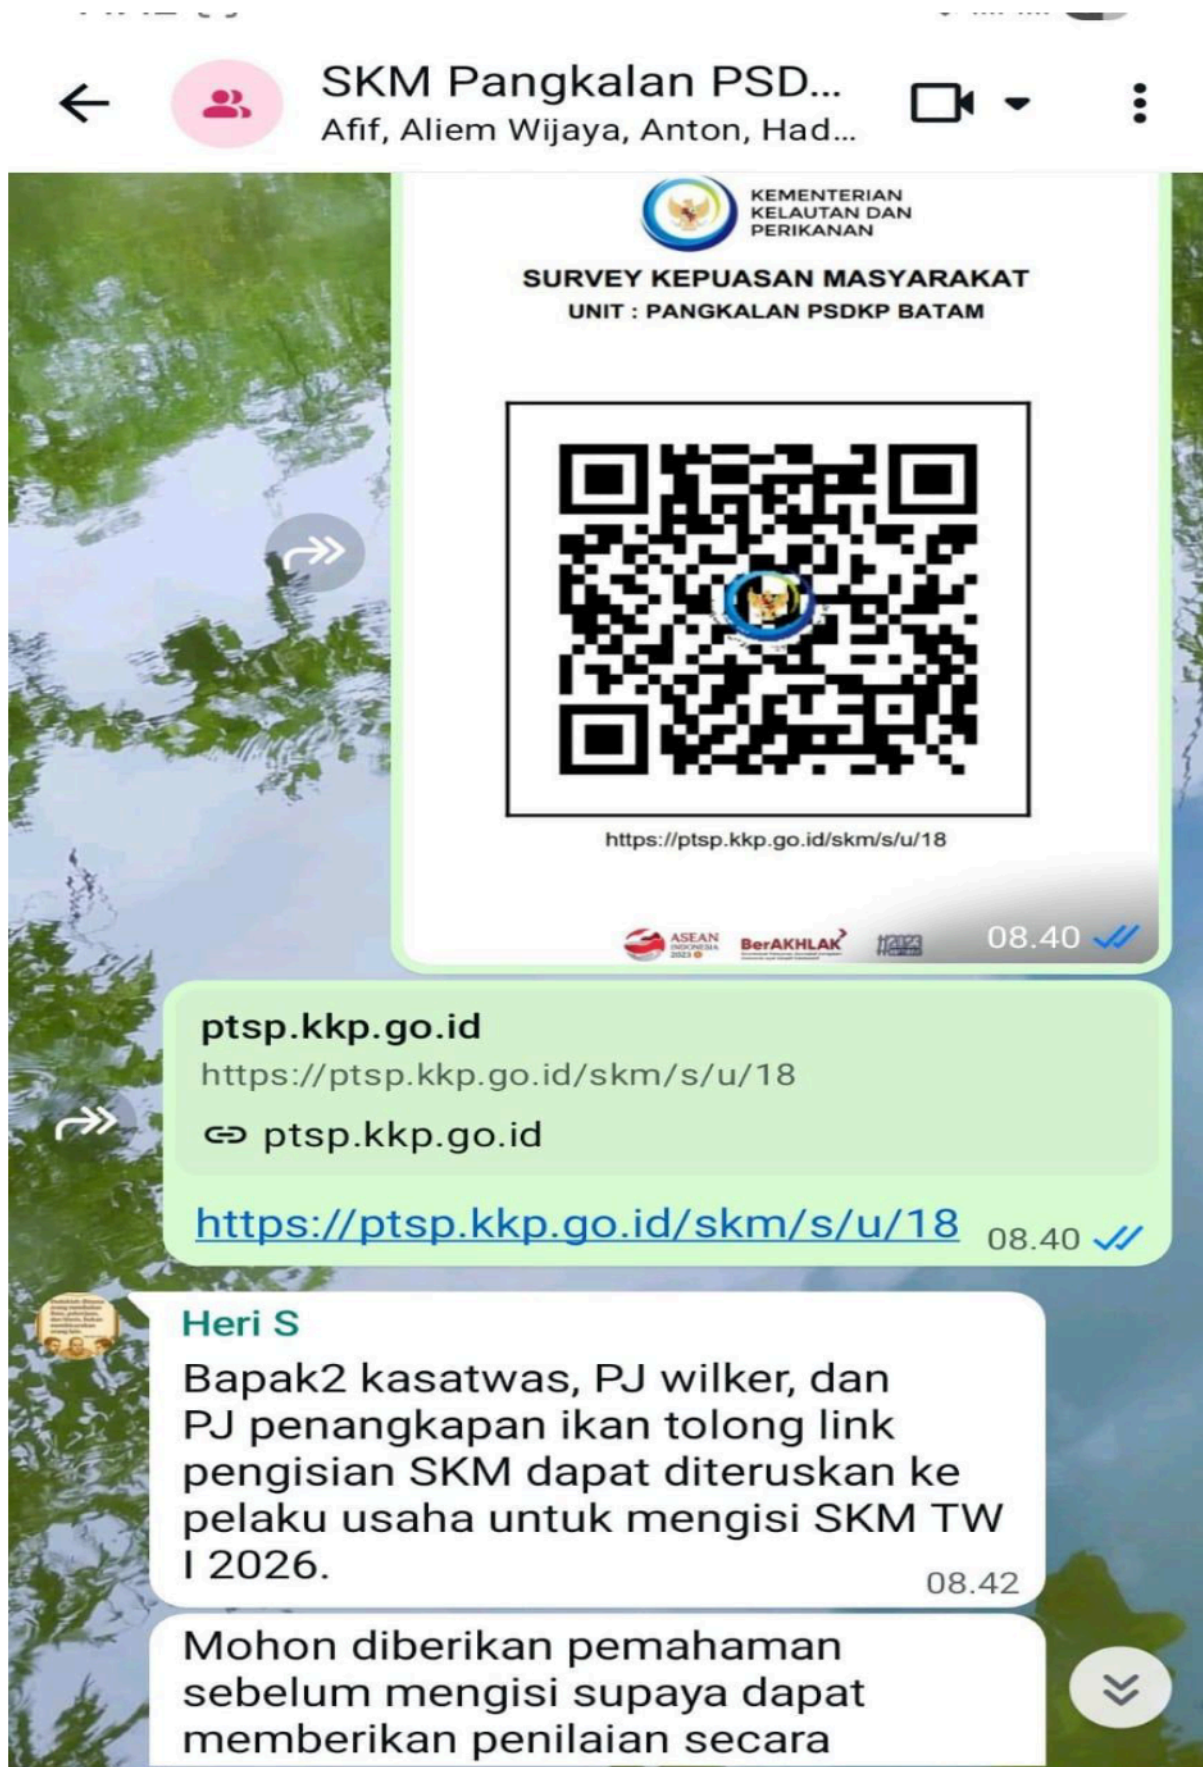 SKM Pangkalan PSD...
Afif, Aliem Wijaya, Anton, Had...
KEMENTERIAN
KELAUTAN DAN
PERIKANAN
SURVEY KEPUASAN MASYARAKAT
UNIT : PANGKALAN PSDKP BATAM
https://ptsp.kkp.go.id/skm/s/u/18
ASEAN
INDONESIA
2023
BerAKHLAK
08.40
ptsp.kkp.go.id
https://ptsp.kkp.go.id/skm/s/u/18
ptsp.kkp.go.id
https://ptsp.kkp.go.id/skm/s/u/18 08.40
Heri S
Bapak2 kasatwas, PJ wilker, dan
PJ penangkapan ikan tolong link
pengisian SKM dapat diteruskan ke
pelaku usaha untuk mengisi SKM TW
I 2026.
08.42
Mohon diberikan pemahaman
sebelum mengisi supaya dapat
memberikan penilaian secara